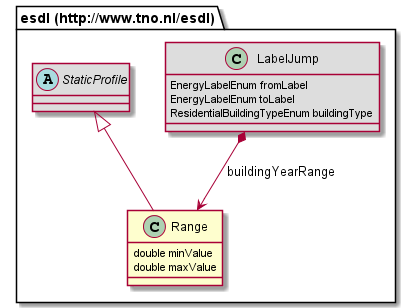 esdl (http://www.tno.nl/esdl)
A StaticProfile
C LabelJump
EnergyLabelEnum fromLabel
EnergyLabelEnum toLabel
ResidentialBuildingTypeEnum buildingType
buildingYearRange
C Range
double minValue
double maxValue